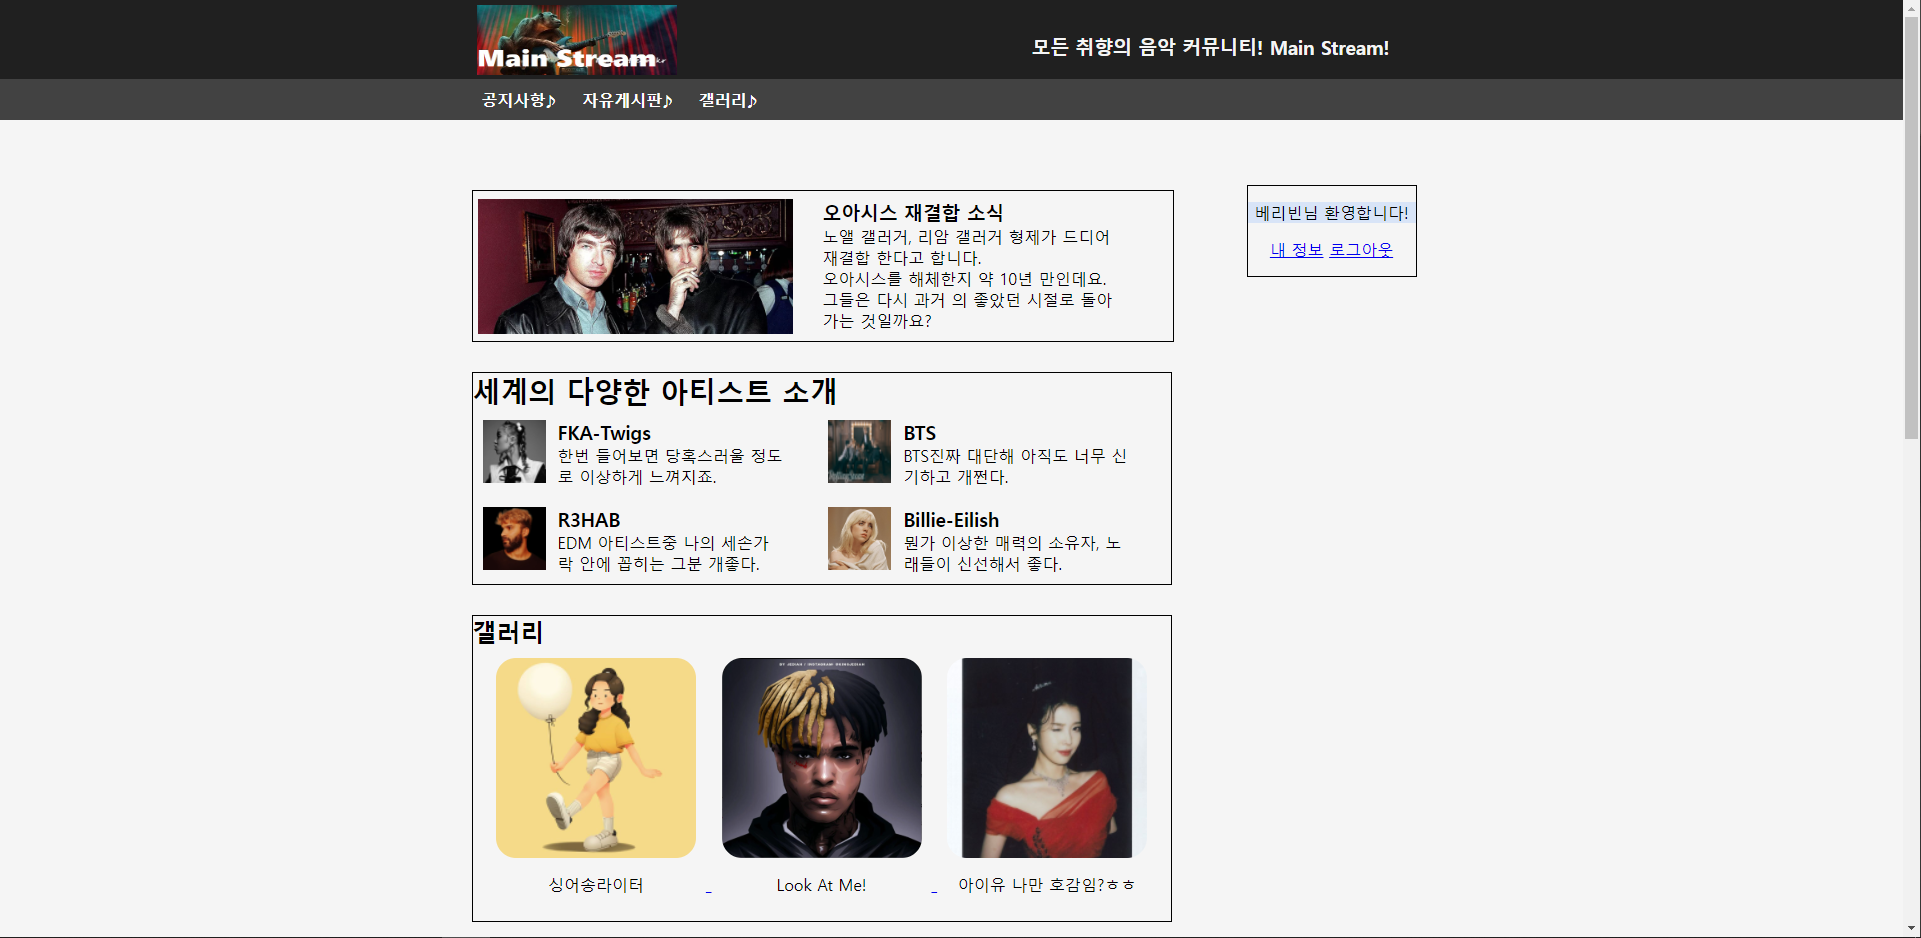 Main Stream
모든 취향의 음악 커뮤니티! Main Stream!
공지사항♪ 자유게시판♪ 갤러리♪
오아시스 재결합 소식
노앨 갤러거, 리암 갤러거 형제가 드디어
재결합 한다고 합니다.
오아시스를 해체한지 약 10년 만인데요.
그들은 다시 과거 의 좋았던 시절로 돌아
가는 것일까요?
베리빈님 환영합니다!
내 정보 로그아웃
세계의 다양한 아티스트 소개
FKA-Twigs
한번 들어보면 당혹스러울 정도
로 이상하게 느껴지죠.
BTS
BTS진짜 대단해 아직도 너무 신
기하고 개쩐다.
R3HAB
EDM 아티스트중 나의 세손가
락 안에 꼽히는 그분 개좋다.
Billie-Eilish
뭔가 이상한 매력의 소유자, 노
래들이 신선해서 좋다.
갤러리
싱어송라이터
Look At Me!
아이유 나만 호감임?ㅎㅎ